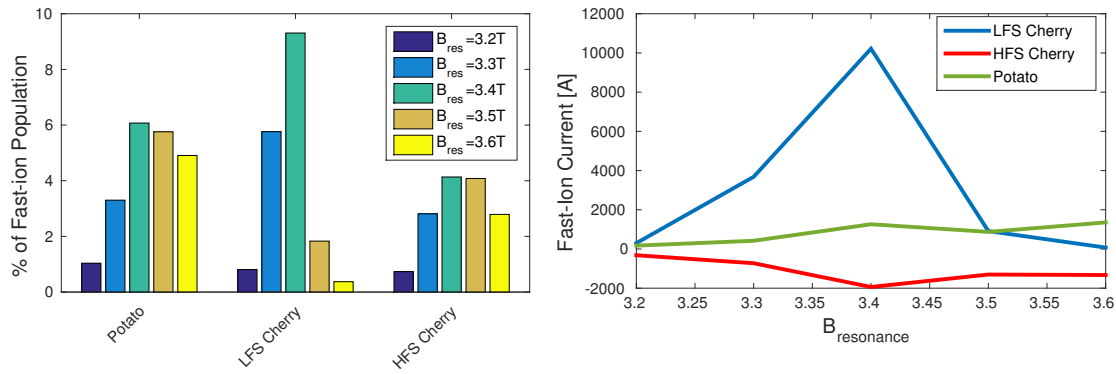 % of Fast-ion Population
10
8
6
4
2
0
B_res=3.2T
B_res=3.3T
B_res=3.4T
B_res=3.5T
B_res=3.6T
Potato
LFS Cherry
HFS Cherry
Fast-Ion Current [A]
12000
10000
8000
6000
4000
2000
0
-2000
LFS Cherry
HFS Cherry
Potato
3.2 3.25 3.3 3.35 3.4 3.45 3.5 3.55 3.6
B_resonance